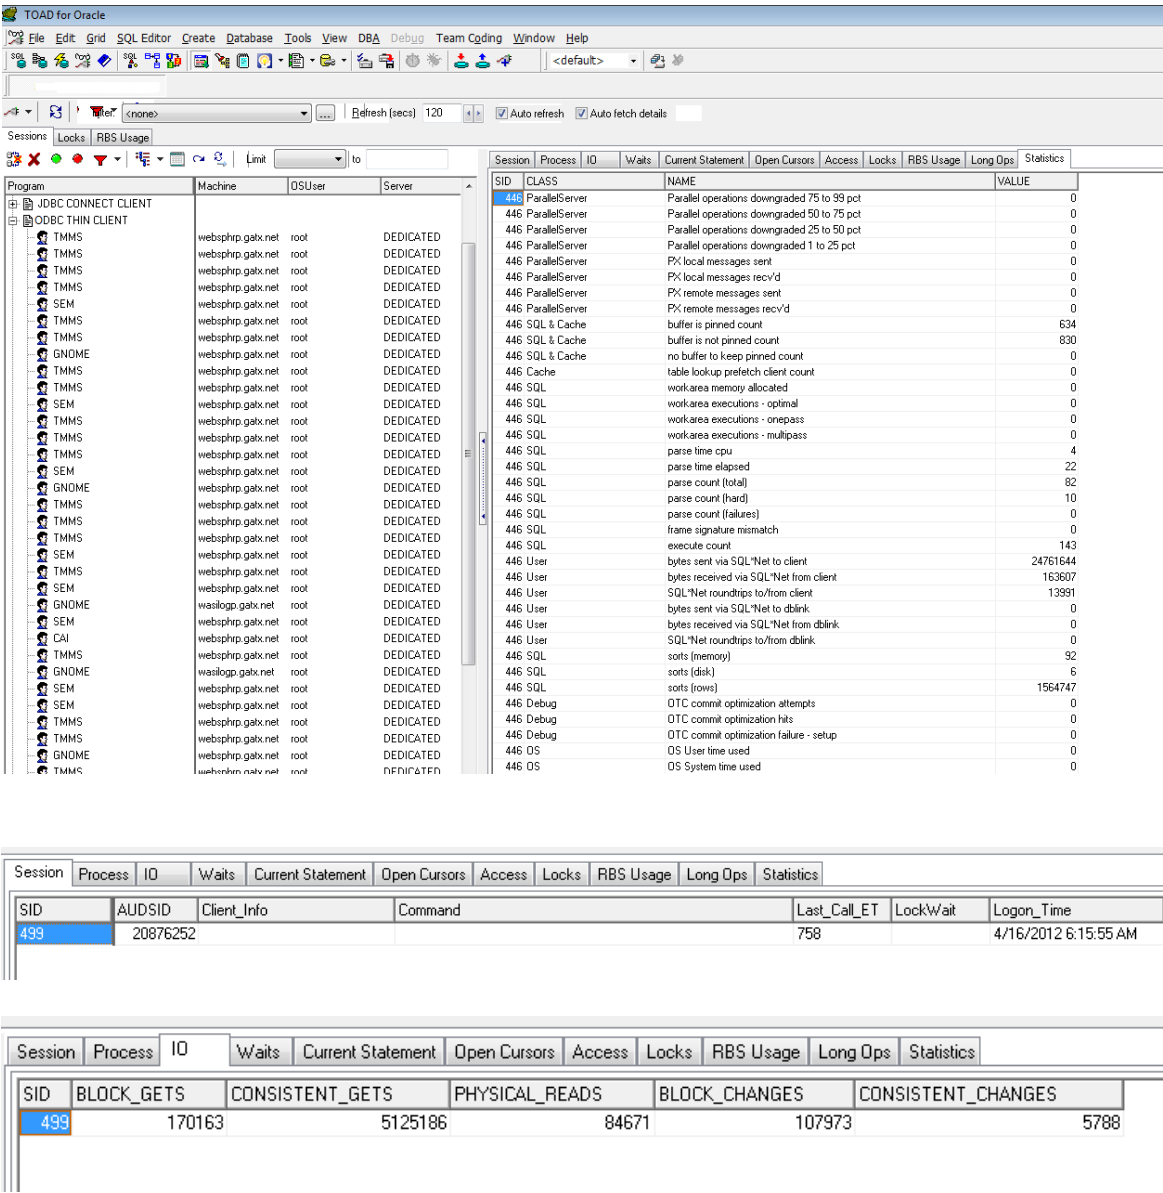 TOAD for Oracle
File Edit Grid SQL Editor Create Database Tools View DBA Debug Team Coding Window Help
<default>
<none> ... Refresh (secs) 120 Auto refresh Auto fetch details
Sessions Locks RBS Usage
Limit to
Program Machine OSUser Server
JDBC CONNECT CLIENT
ODBC THIN CLIENT
TMMS websphrp.gatx.net root DEDICATED
TMMS websphrp.gatx.net root DEDICATED
TMMS websphrp.gatx.net root DEDICATED
TMMS websphrp.gatx.net root DEDICATED
SEM websphrp.gatx.net root DEDICATED
TMMS websphrp.gatx.net root DEDICATED
TMMS websphrp.gatx.net root DEDICATED
GNOME websphrp.gatx.net root DEDICATED
TMMS websphrp.gatx.net root DEDICATED
TMMS websphrp.gatx.net root DEDICATED
SEM websphrp.gatx.net root DEDICATED
TMMS websphrp.gatx.net root DEDICATED
TMMS websphrp.gatx.net root DEDICATED
TMMS websphrp.gatx.net root DEDICATED
SEM websphrp.gatx.net root DEDICATED
GNOME websphrp.gatx.net root DEDICATED
TMMS websphrp.gatx.net root DEDICATED
TMMS websphrp.gatx.net root DEDICATED
TMMS websphrp.gatx.net root DEDICATED
SEM websphrp.gatx.net root DEDICATED
TMMS websphrp.gatx.net root DEDICATED
SEM websphrp.gatx.net root DEDICATED
GNOME wasilogp.gatx.net root DEDICATED
SEM websphrp.gatx.net root DEDICATED
CAI websphrp.gatx.net root DEDICATED
TMMS websphrp.gatx.net root DEDICATED
GNOME wasilogp.gatx.net root DEDICATED
SEM websphrp.gatx.net root DEDICATED
SEM websphrp.gatx.net root DEDICATED
TMMS websphrp.gatx.net root DEDICATED
TMMS websphrp.gatx.net root DEDICATED
GNOME websphrp.gatx.net root DEDICATED
TMMS websphrp.gatx.net root DEDICATED
Session Process IO Waits Current Statement Open Cursors Access Locks RBS Usage Long Ops Statistics
SID CLASS NAME VALUE
446 ParallelServer Parallel operations downgraded 75 to 99 pct 0
446 ParallelServer Parallel operations downgraded 50 to 75 pct 0
446 ParallelServer Parallel operations downgraded 25 to 50 pct 0
446 ParallelServer Parallel operations downgraded 1 to 25 pct 0
446 ParallelServer PX local messages sent 0
446 ParallelServer PX local messages recv'd 0
446 ParallelServer PX remote messages sent 0
446 ParallelServer PX remote messages recv'd 0
446 SQL & Cache buffer is pinned count 634
446 SQL & Cache buffer is not pinned count 830
446 SQL & Cache no buffer to keep pinned count 0
446 Cache table lookup prefetch client count 0
446 SQL workarea memory allocated 0
446 SQL workarea executions - optimal 0
446 SQL workarea executions - onepass 0
446 SQL workarea executions - multipass 0
446 SQL parse time cpu 4
446 SQL parse time elapsed 22
446 SQL parse count (total) 82
446 SQL parse count (hard) 10
446 SQL parse count (failures) 0
446 SQL frame signature mismatch 0
446 SQL execute count 143
446 User bytes sent via SQL*Net to client 24761644
446 User bytes received via SQL*Net from client 163607
446 User SQL*Net roundtrips to/from client 13991
446 User bytes sent via SQL*Net to dblink 0
446 User bytes received via SQL*Net from dblink 0
446 User SQL*Net roundtrips to/from dblink 0
446 SQL sorts (memory) 92
446 SQL sorts (disk) 6
446 SQL sorts (rows) 1564747
446 Debug OTC commit optimization attempts 0
446 Debug OTC commit optimization hits 0
446 Debug OTC commit optimization failure - setup 0
446 OS OS User time used 0
446 OS OS System time used 0
Session Process IO Waits Current Statement Open Cursors Access Locks RBS Usage Long Ops Statistics
SID AUDSID Client_Info Command Last_Call_ET LockWait Logon_Time
499 20876252 758 4/16/2012 6:15:55 AM
Session Process IO Waits Current Statement Open Cursors Access Locks RBS Usage Long Ops Statistics
SID BLOCK_GETS CONSISTENT_GETS PHYSICAL_READS BLOCK_CHANGES CONSISTENT_CHANGES
499 170163 5125186 84671 107973 5788